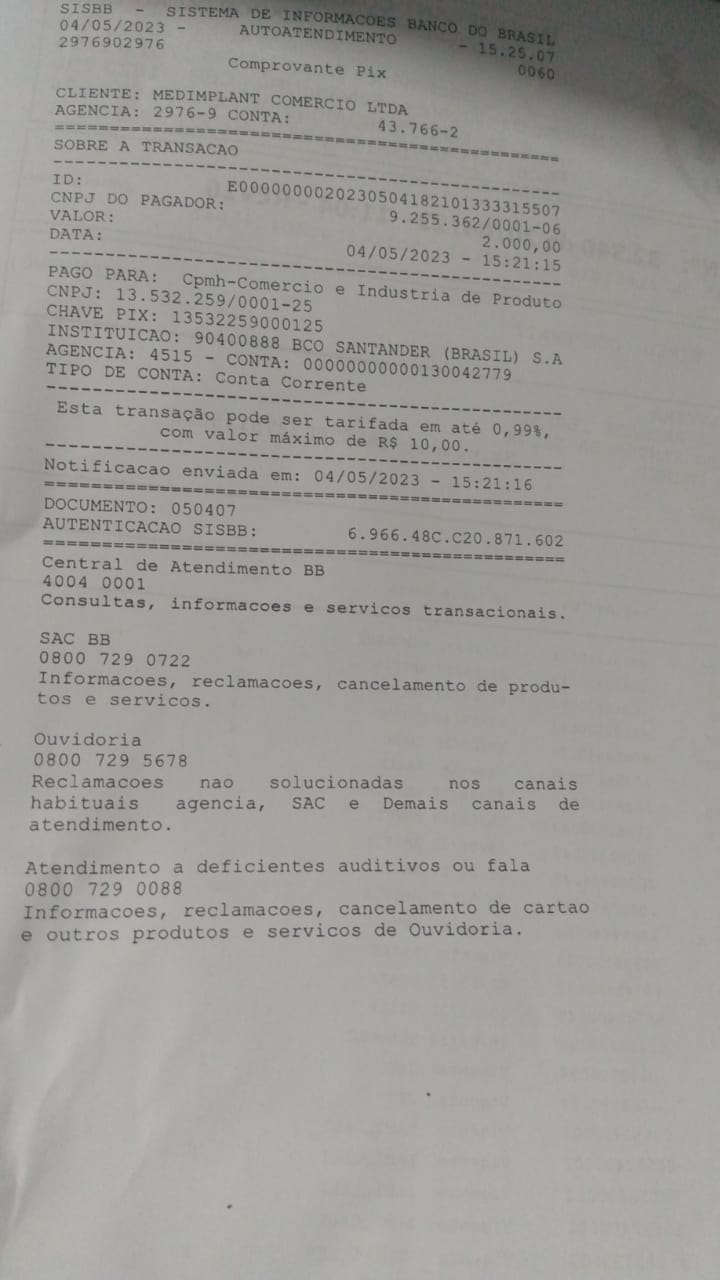 SISBB - SISTEMA DE INFORMACOES BANCO DO BRASIL
04/05/2023 - AUTOATENDIMENTO - 15.25.07
2976902976 0060
Comprovante Pix
CLIENTE: MEDIMPLANT COMERCIO LTDA
AGENCIA: 2976-9 CONTA: 43.766-2
================================================
SOBRE A TRANSACAO
------------------------------------------------
ID: E0000000020230504182101333315507
CNPJ DO PAGADOR: 9.255.362/0001-06
VALOR: 2.000,00
DATA: 04/05/2023 - 15:21:15
------------------------------------------------
PAGO PARA: Cpmh-Comercio e Industria de Produto
CNPJ: 13.532.259/0001-25
CHAVE PIX: 13532259000125
INSTITUICAO: 90400888 BCO SANTANDER (BRASIL) S.A
AGENCIA: 4515 - CONTA: 00000000000130042779
TIPO DE CONTA: Conta Corrente
------------------------------------------------
Esta transação pode ser tarifada em até 0,99%,
com valor máximo de R$ 10,00.
------------------------------------------------
Notificacao enviada em: 04/05/2023 - 15:21:16
================================================
DOCUMENTO: 050407
AUTENTICACAO SISBB: 6.966.48C.C20.871.602
================================================
Central de Atendimento BB
4004 0001
Consultas, informacoes e servicos transacionais.
SAC BB
0800 729 0722
Informacoes, reclamacoes, cancelamento de produ-
tos e servicos.
Ouvidoria
0800 729 5678
Reclamacoes nao solucionadas nos canais
habituais agencia, SAC e Demais canais de
atendimento.
Atendimento a deficientes auditivos ou fala
0800 729 0088
Informacoes, reclamacoes, cancelamento de cartao
e outros produtos e servicos de Ouvidoria.